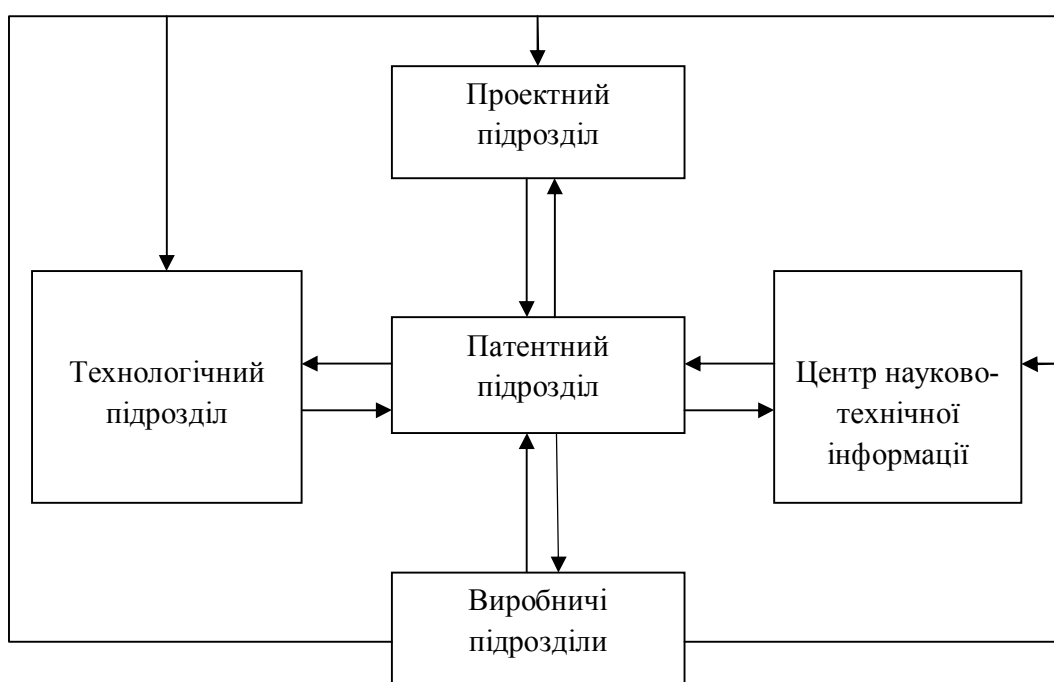 Проектний
підрозділ
Технологічний
підрозділ
Патентний
підрозділ
Центр науково-
технічної
інформації
Виробничі
підрозділи